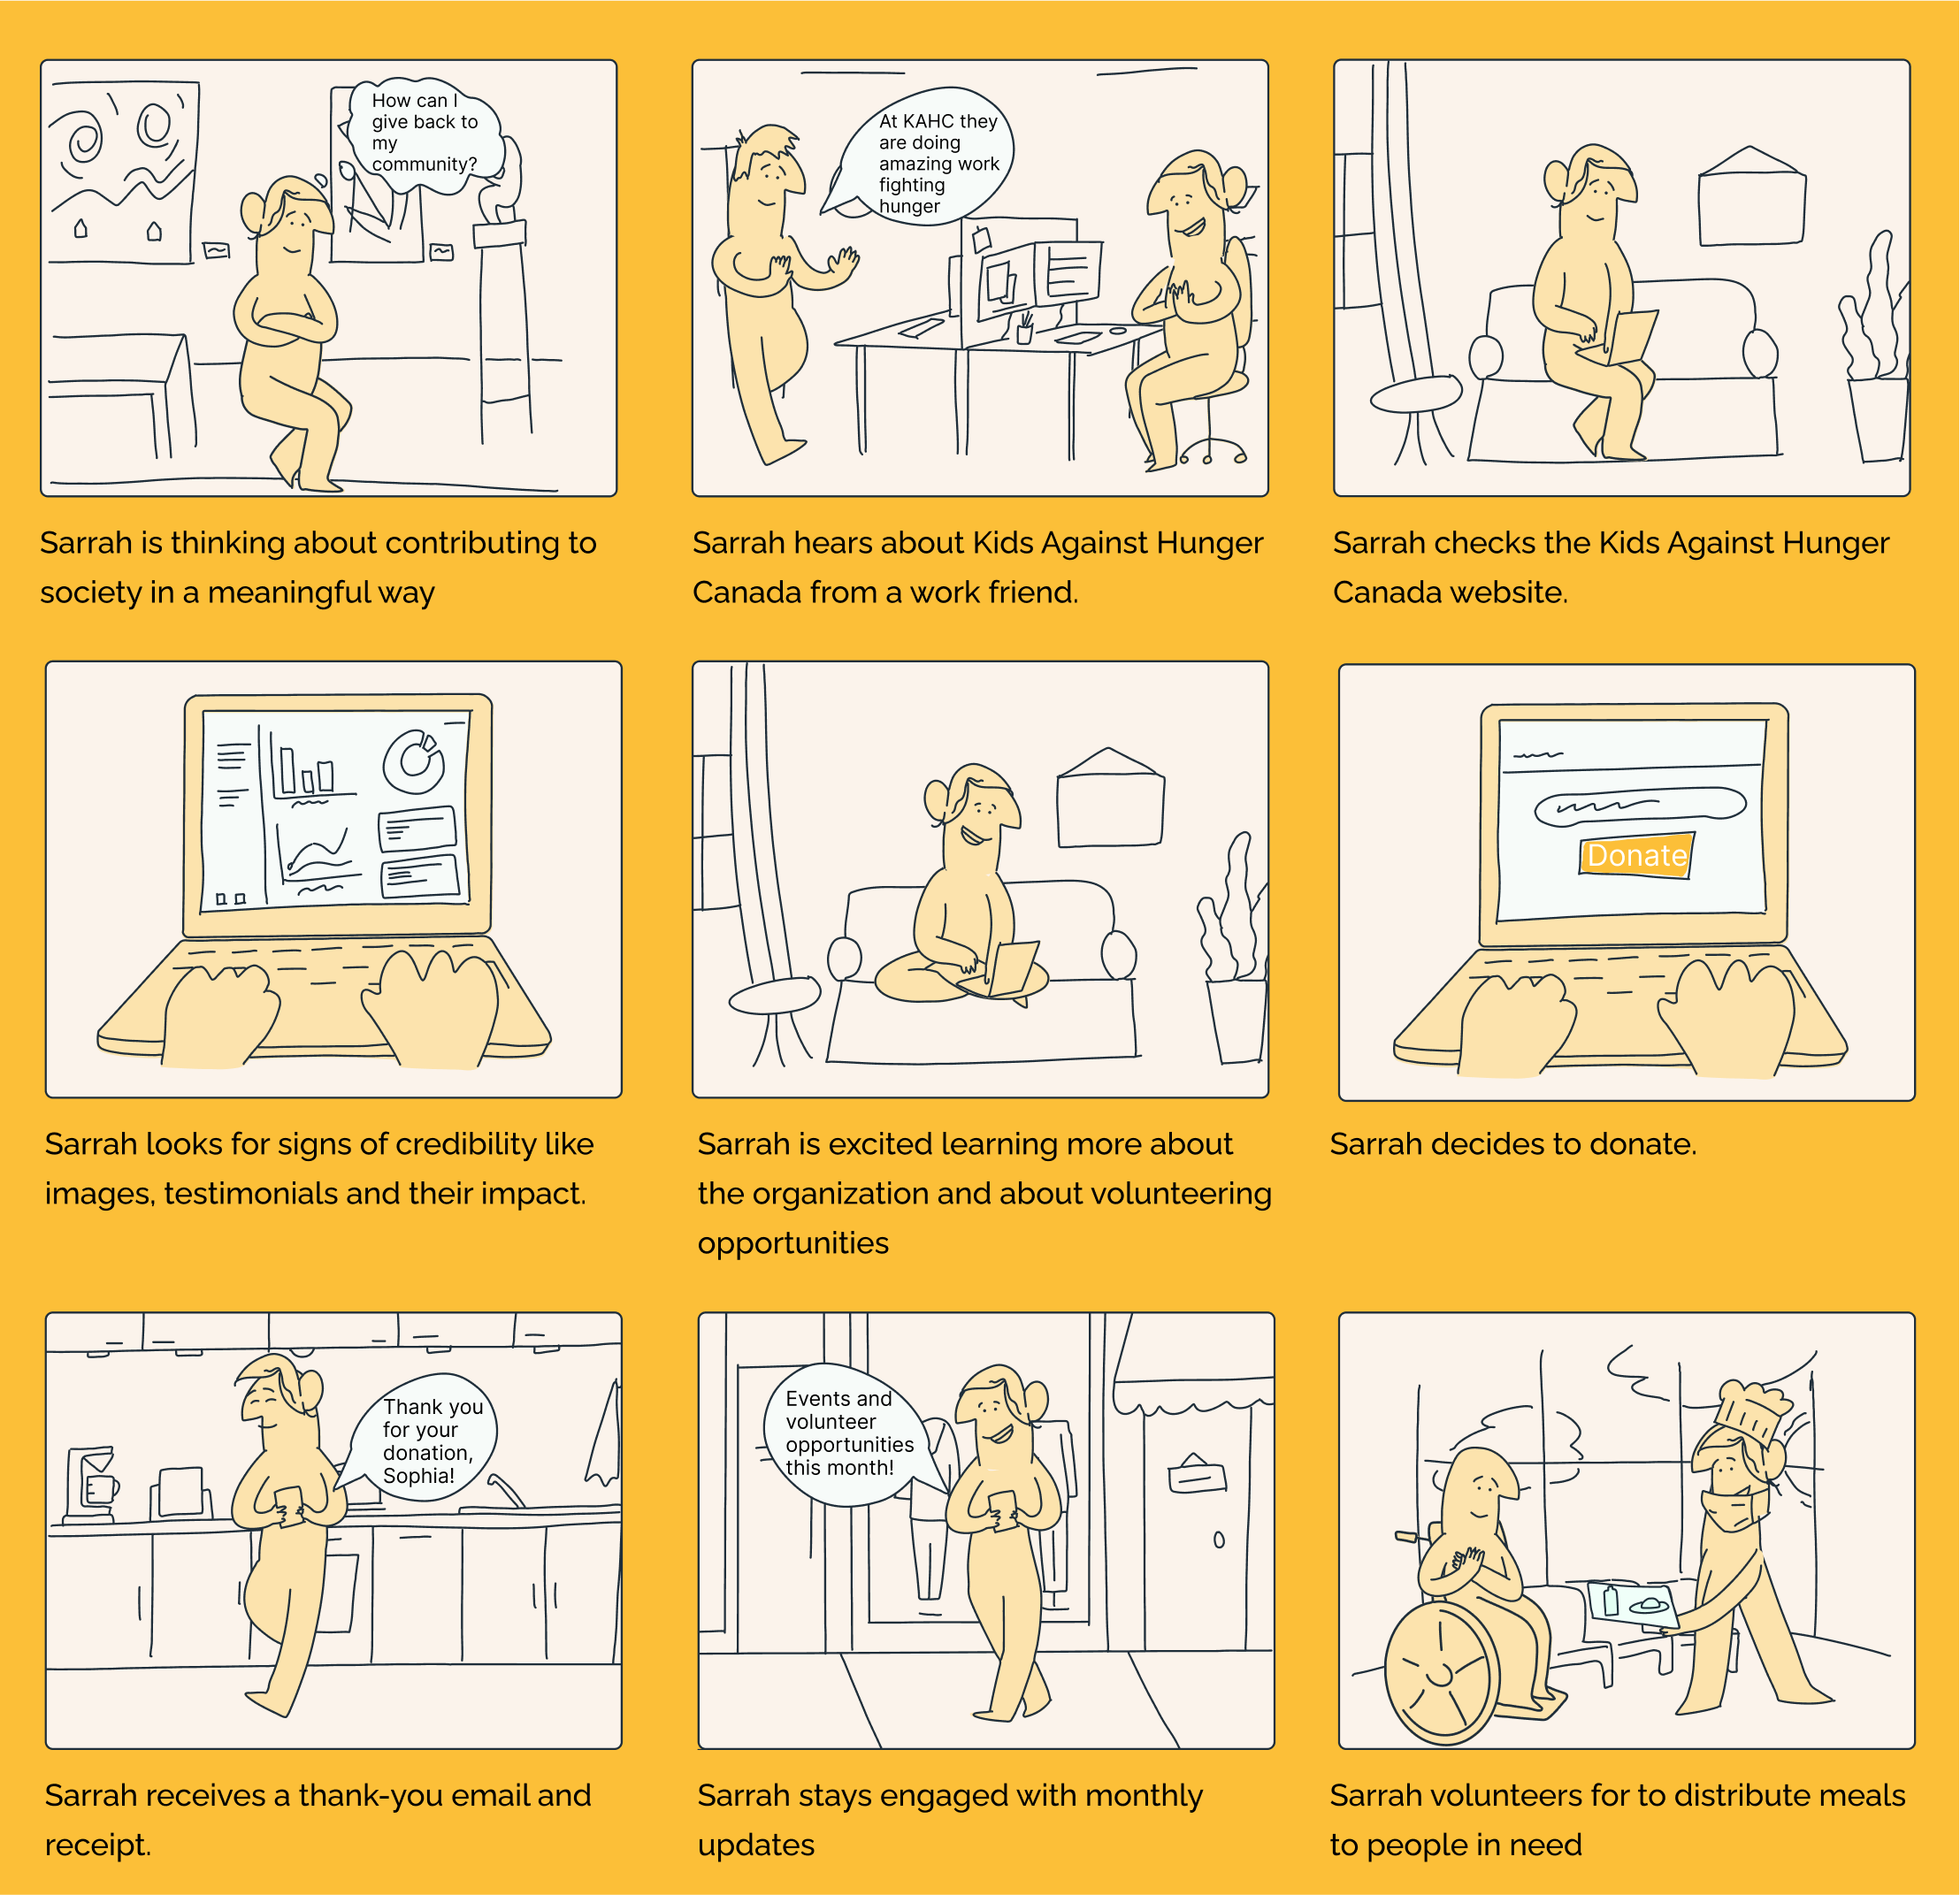 How can I
give back to
my
community?
At KAHC they
are doing
amazing work
fighting
hunger
Sarrah is thinking about contributing to
society in a meaningful way
Sarrah hears about Kids Against Hunger
Canada from a work friend.
Sarrah checks the Kids Against Hunger
Canada website.
Donate
Sarrah looks for signs of credibility like
images, testimonials and their impact.
Sarrah is excited learning more about
the organization and about volunteering
opportunities
Sarrah decides to donate.
Thank you
for your
donation,
Sophia!
Events and
volunteer
opportunities
this month!
Sarrah receives a thank-you email and
receipt.
Sarrah stays engaged with monthly
updates
Sarrah volunteers for to distribute meals
to people in need